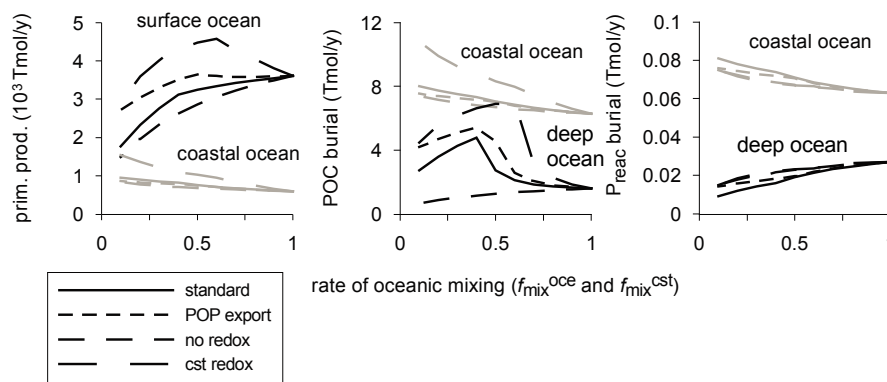 surface ocean
coastal ocean
prim. prod. (10³ Tmol/y)
5
4
3
2
1
0
0 0.5 1
coastal ocean
deep ocean
POC burial (Tmol/y)
12
8
4
0
0 0.5 1
coastal ocean
deep ocean
P_reac burial (Tmol/y)
0.1
0.08
0.06
0.04
0.02
0
0 0.5 1
rate of oceanic mixing (f_mix^oce and f_mix^cst)
standard
POP export
no redox
cst redox